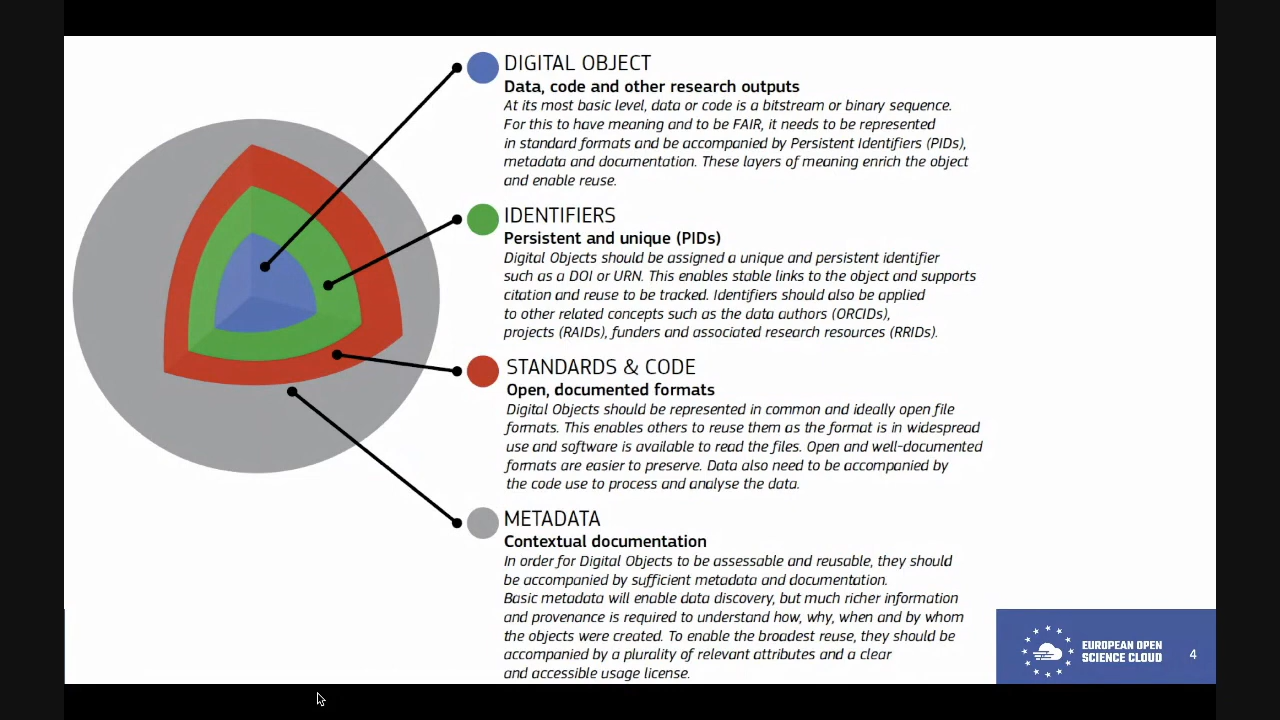 DIGITAL OBJECT
Data, code and other research outputs
At its most basic level, data or code is a bitstream or binary sequence.
For this to have meaning and to be FAIR, it needs to be represented
in standard formats and be accompanied by Persistent Identifiers (PIDs),
metadata and documentation. These layers of meaning enrich the object
and enable reuse.
IDENTIFIERS
Persistent and unique (PIDs)
Digital Objects should be assigned a unique and persistent identifier
such as a DOI or URN. This enables stable links to the object and supports
citation and reuse to be tracked. Identifiers should also be applied
to other related concepts such as the data authors (ORCIDs),
projects (RAIDs), funders and associated research resources (RRIDs).
STANDARDS & CODE
Open, documented formats
Digital Objects should be represented in common and ideally open file
formats. This enables others to reuse them as the format is in widespread
use and software is available to read the files. Open and well-documented
formats are easier to preserve. Data also need to be accompanied by
the code use to process and analyse the data.
METADATA
Contextual documentation
In order for Digital Objects to be assessable and reusable, they should
be accompanied by sufficient metadata and documentation.
Basic metadata will enable data discovery, but much richer information
and provenance is required to understand how, why, when and by whom
the objects were created. To enable the broadest reuse, they should be
accompanied by a plurality of relevant attributes and a clear
and accessible usage license.
EUROPEAN OPEN
SCIENCE CLOUD
4